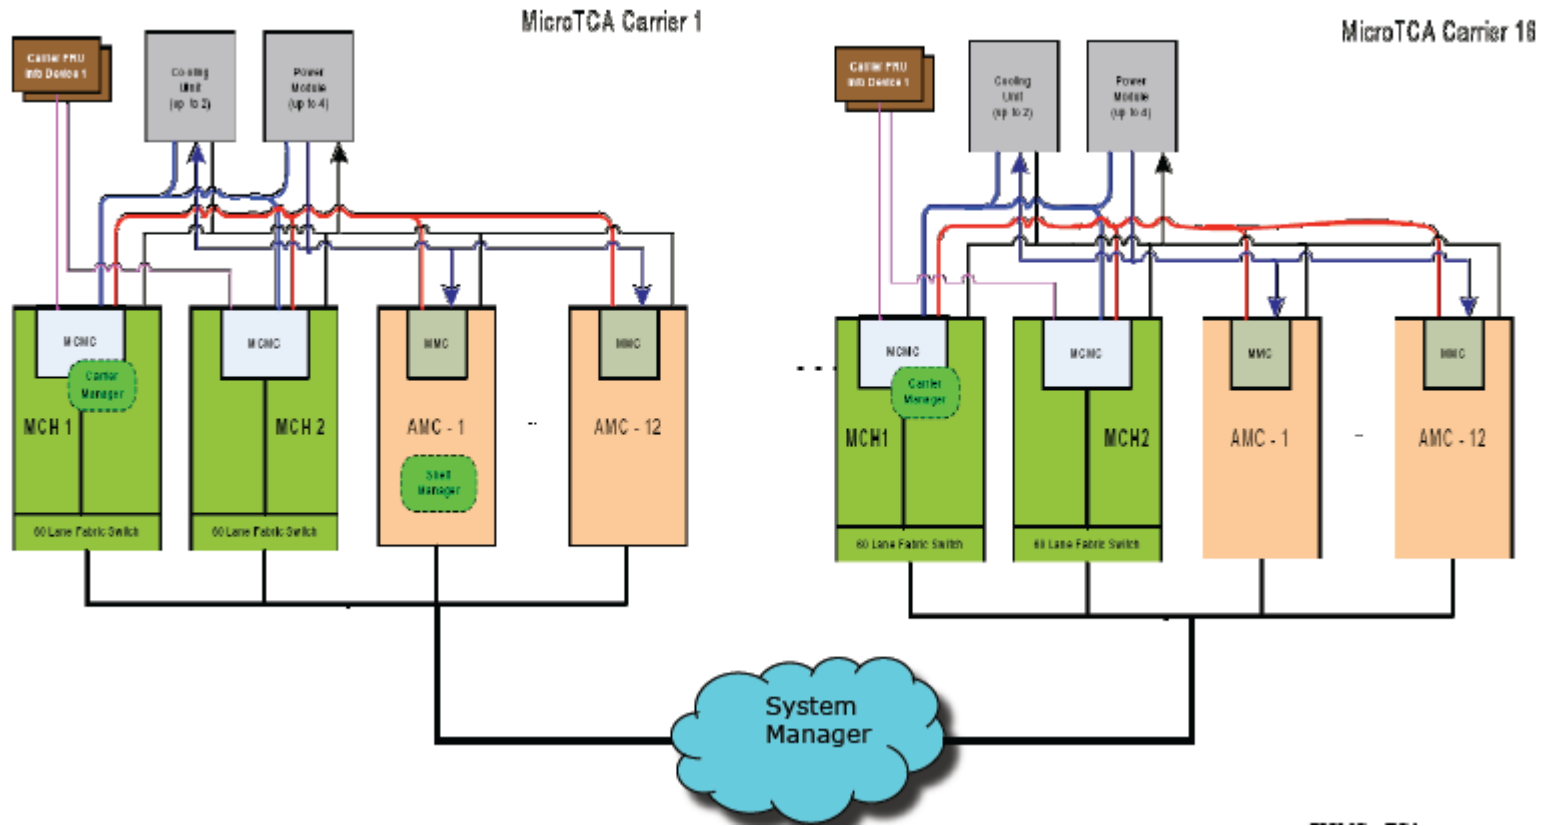 MicroTCA Carrier 1
MicroTCA Carrier 16
Carrier FRU
Info Device 1
Cooling
Unit
(up to 2)
Power
Module
(up to 4)
Carrier FRU
Info Device 1
Cooling
Unit
(up to 2)
Power
Module
(up to 4)
MCMC
Carrier
Manager
MCH 1
60 Lane Fabric Switch
MCMC
MCH 2
60 Lane Fabric Switch
MMC
AMC - 1
Shelf
Manager
MMC
AMC - 12
MCMC
Carrier
Manager
MCH1
60 Lane Fabric Switch
MCMC
MCH2
60 Lane Fabric Switch
MMC
AMC - 1
MMC
AMC - 12
System
Manager